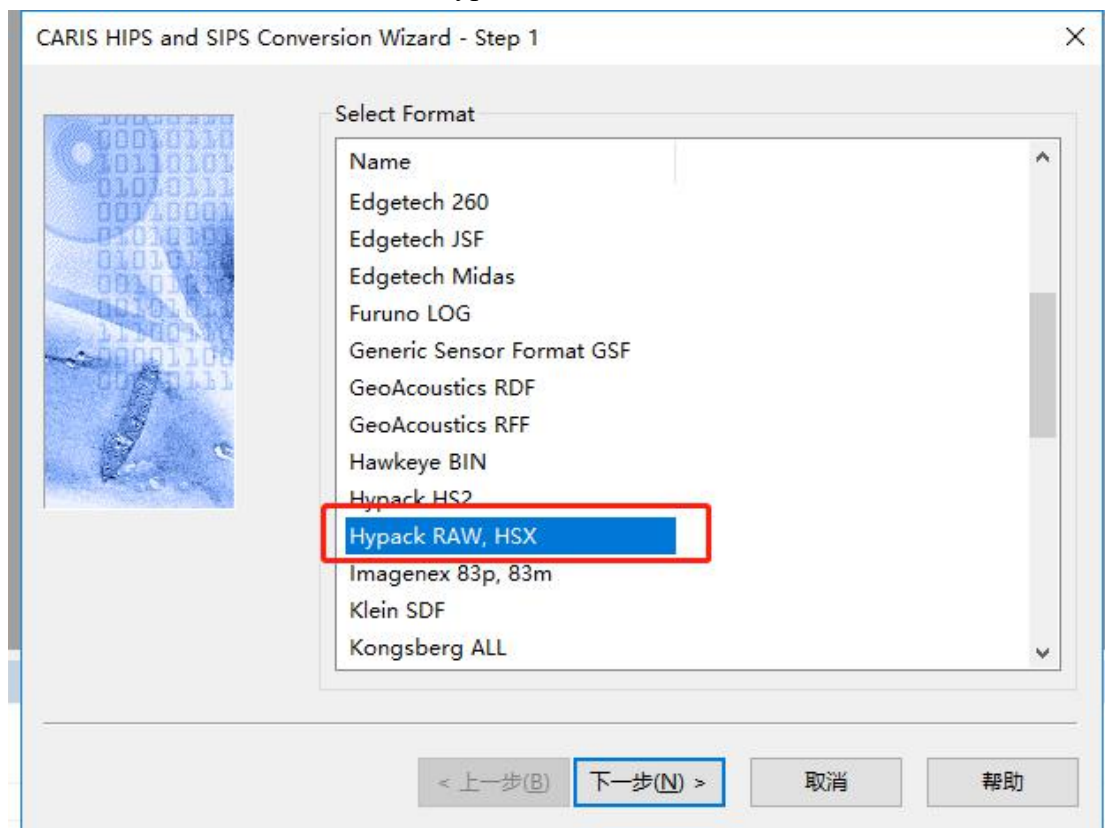 CARIS HIPS and SIPS Conversion Wizard - Step 1
Select Format
Name
Edgetech 260
Edgetech JSF
Edgetech Midas
Furuno LOG
Generic Sensor Format GSF
GeoAcoustics RDF
GeoAcoustics RFF
Hawkeye BIN
Hypack HS2
Hypack RAW, HSX
Imagenex 83p, 83m
Klein SDF
Kongsberg ALL
< 上一步(B) 下一步(N) > 取消 帮助